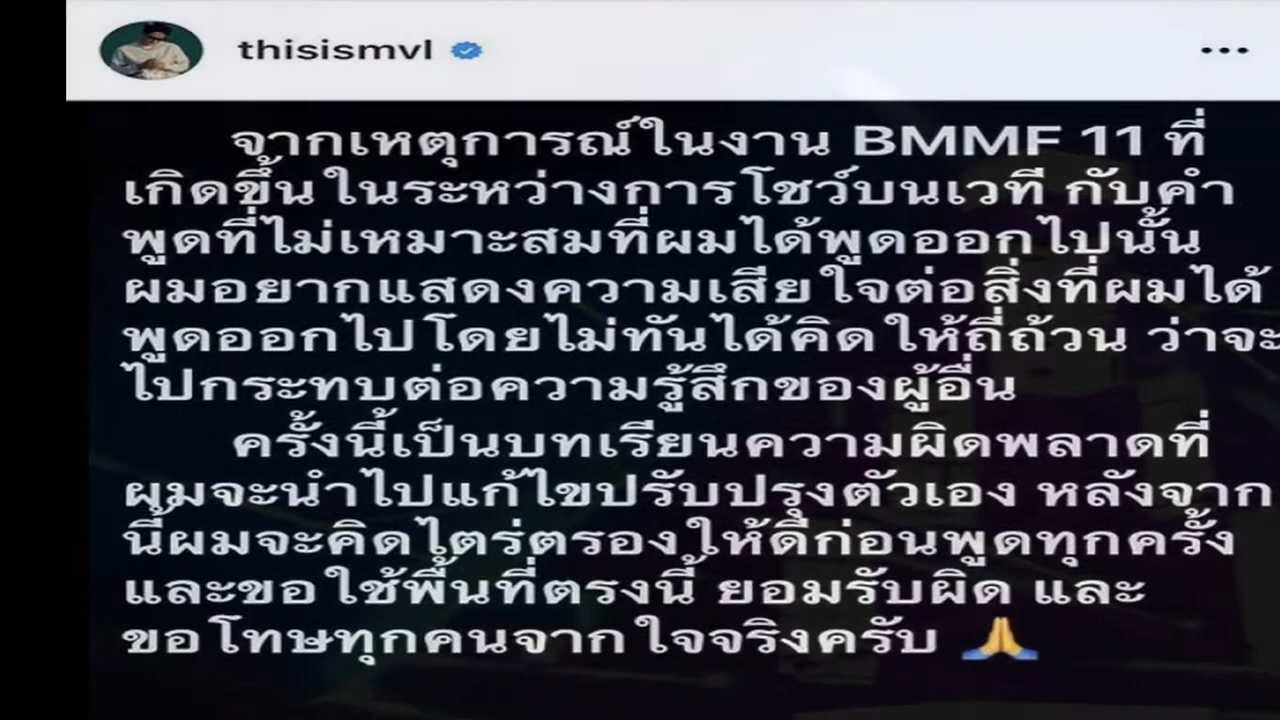 thisismvl
จากเหตุการณ์ในงาน BMMF 11 ที่
เกิดขึ้นในระหว่างการโชว์บนเวที กับคำ
พูดที่ไม่เหมาะสมที่ผมได้พูดออกไปนั้น
ผมอยากแสดงความเสียใจต่อสิ่งที่ผมได้
พูดออกไปโดยไม่ทันได้คิดให้ถี่ถ้วน ว่าจะ
ไปกระทบต่อความรู้สึกของผู้อื่น
ครั้งนี้เป็นบทเรียนความผิดพลาดที่
ผมจะนำไปแก้ไขปรับปรุงตัวเอง หลังจาก
นี้ผมจะคิดไตร่ตรองให้ดีก่อนพูดทุกครั้ง
และขอใช้พื้นที่ตรงนี้ ยอมรับผิด และ
ขอโทษทุกคนจากใจจริงครับ 🙏